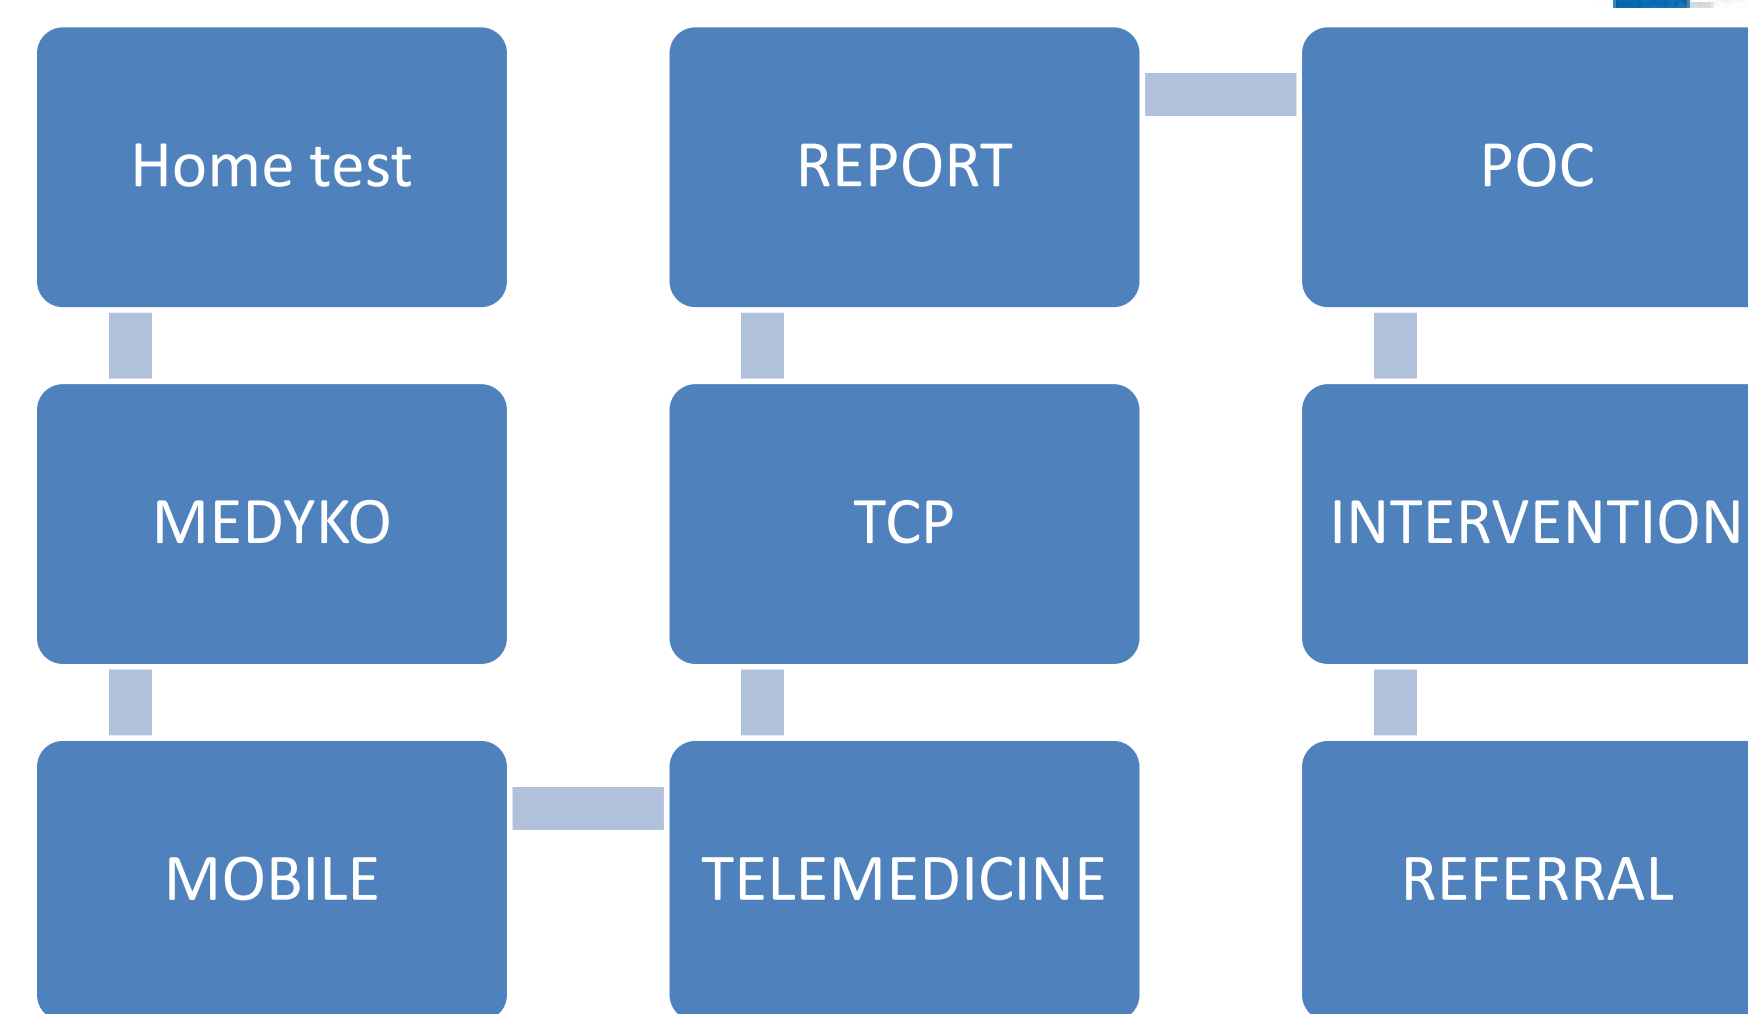 Home test
MEDYKO
MOBILE
TELEMEDICINE
TCP
REPORT
POC
INTERVENTION
REFERRAL